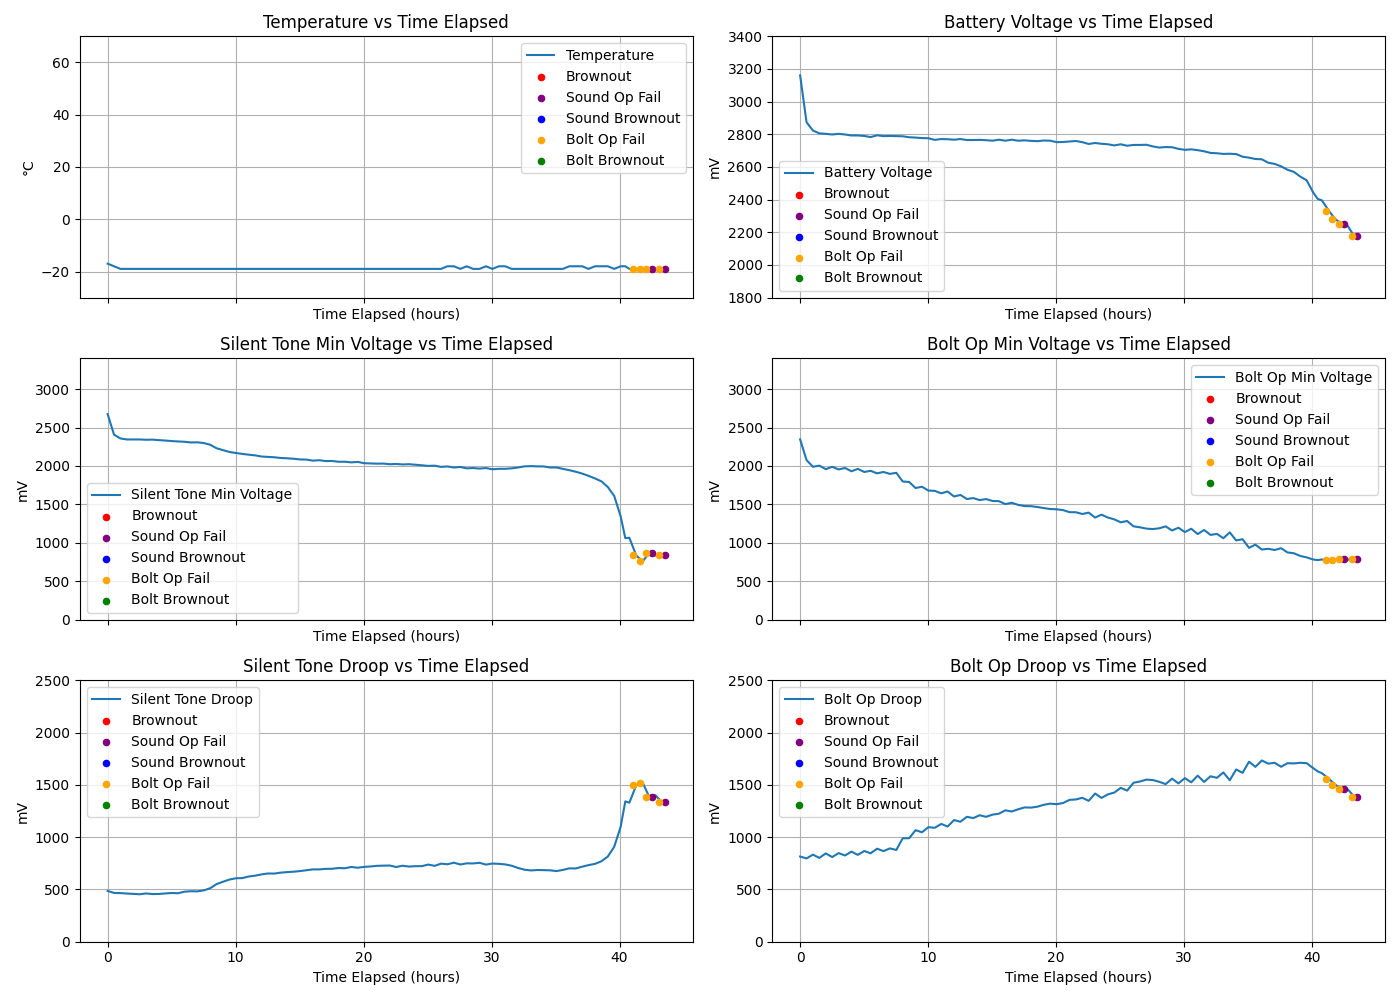 Temperature vs Time Elapsed
60
40
20
0
−20
°C
Temperature
Brownout
Sound Op Fail
Sound Brownout
Bolt Op Fail
Bolt Brownout
Time Elapsed (hours)
Battery Voltage vs Time Elapsed
3400
3200
3000
2800
2600
2400
2200
2000
1800
mV
Battery Voltage
Brownout
Sound Op Fail
Sound Brownout
Bolt Op Fail
Bolt Brownout
Time Elapsed (hours)
Silent Tone Min Voltage vs Time Elapsed
3000
2500
2000
1500
1000
500
0
mV
Silent Tone Min Voltage
Brownout
Sound Op Fail
Sound Brownout
Bolt Op Fail
Bolt Brownout
Time Elapsed (hours)
Bolt Op Min Voltage vs Time Elapsed
3000
2500
2000
1500
1000
500
0
mV
Bolt Op Min Voltage
Brownout
Sound Op Fail
Sound Brownout
Bolt Op Fail
Bolt Brownout
Time Elapsed (hours)
Silent Tone Droop vs Time Elapsed
2500
2000
1500
1000
500
0
mV
Silent Tone Droop
Brownout
Sound Op Fail
Sound Brownout
Bolt Op Fail
Bolt Brownout
0 10 20 30 40
Time Elapsed (hours)
Bolt Op Droop vs Time Elapsed
2500
2000
1500
1000
500
0
mV
Bolt Op Droop
Brownout
Sound Op Fail
Sound Brownout
Bolt Op Fail
Bolt Brownout
0 10 20 30 40
Time Elapsed (hours)